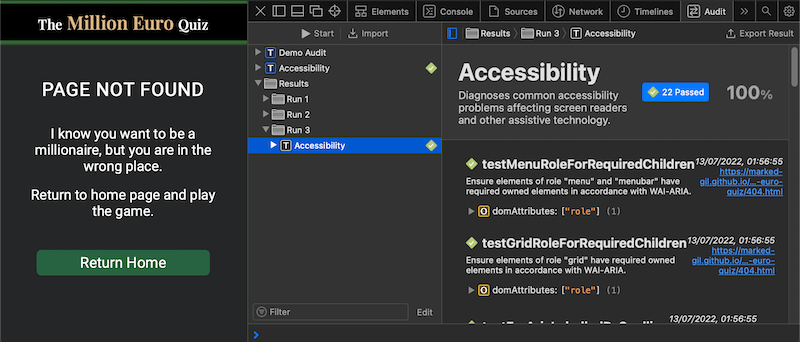 The Million Euro Quiz
PAGE NOT FOUND
I know you want to be a
millionaire, but you are in the
wrong place.
Return to home page and play
the game.
Return Home
Elements
Console
Sources
Network
Timelines
Audit
Start
Import
Results
Run 3
Accessibility
Export Result
Demo Audit
Accessibility
Results
Run 1
Run 2
Run 3
Accessibility
Filter
Edit
Accessibility
Diagnoses common accessibility
problems affecting screen readers
and other assistive technology.
22 Passed
100%
testMenuRoleForRequiredChildren
13/07/2022, 01:56:55
https://marked-
gil.github.io/...-euro-
quiz/404.html
Ensure elements of role "menu" and "menubar" have
required owned elements in accordance with WAI-ARIA.
domAttributes: ["role"] (1)
testGridRoleForRequiredChildren
13/07/2022, 01:56:55
https://marked-
gil.github.io/...-euro-
quiz/404.html
Ensure elements of role "grid" have required owned
elements in accordance with WAI-ARIA.
domAttributes: ["role"] (1)
13/07/2022, 01:56:55